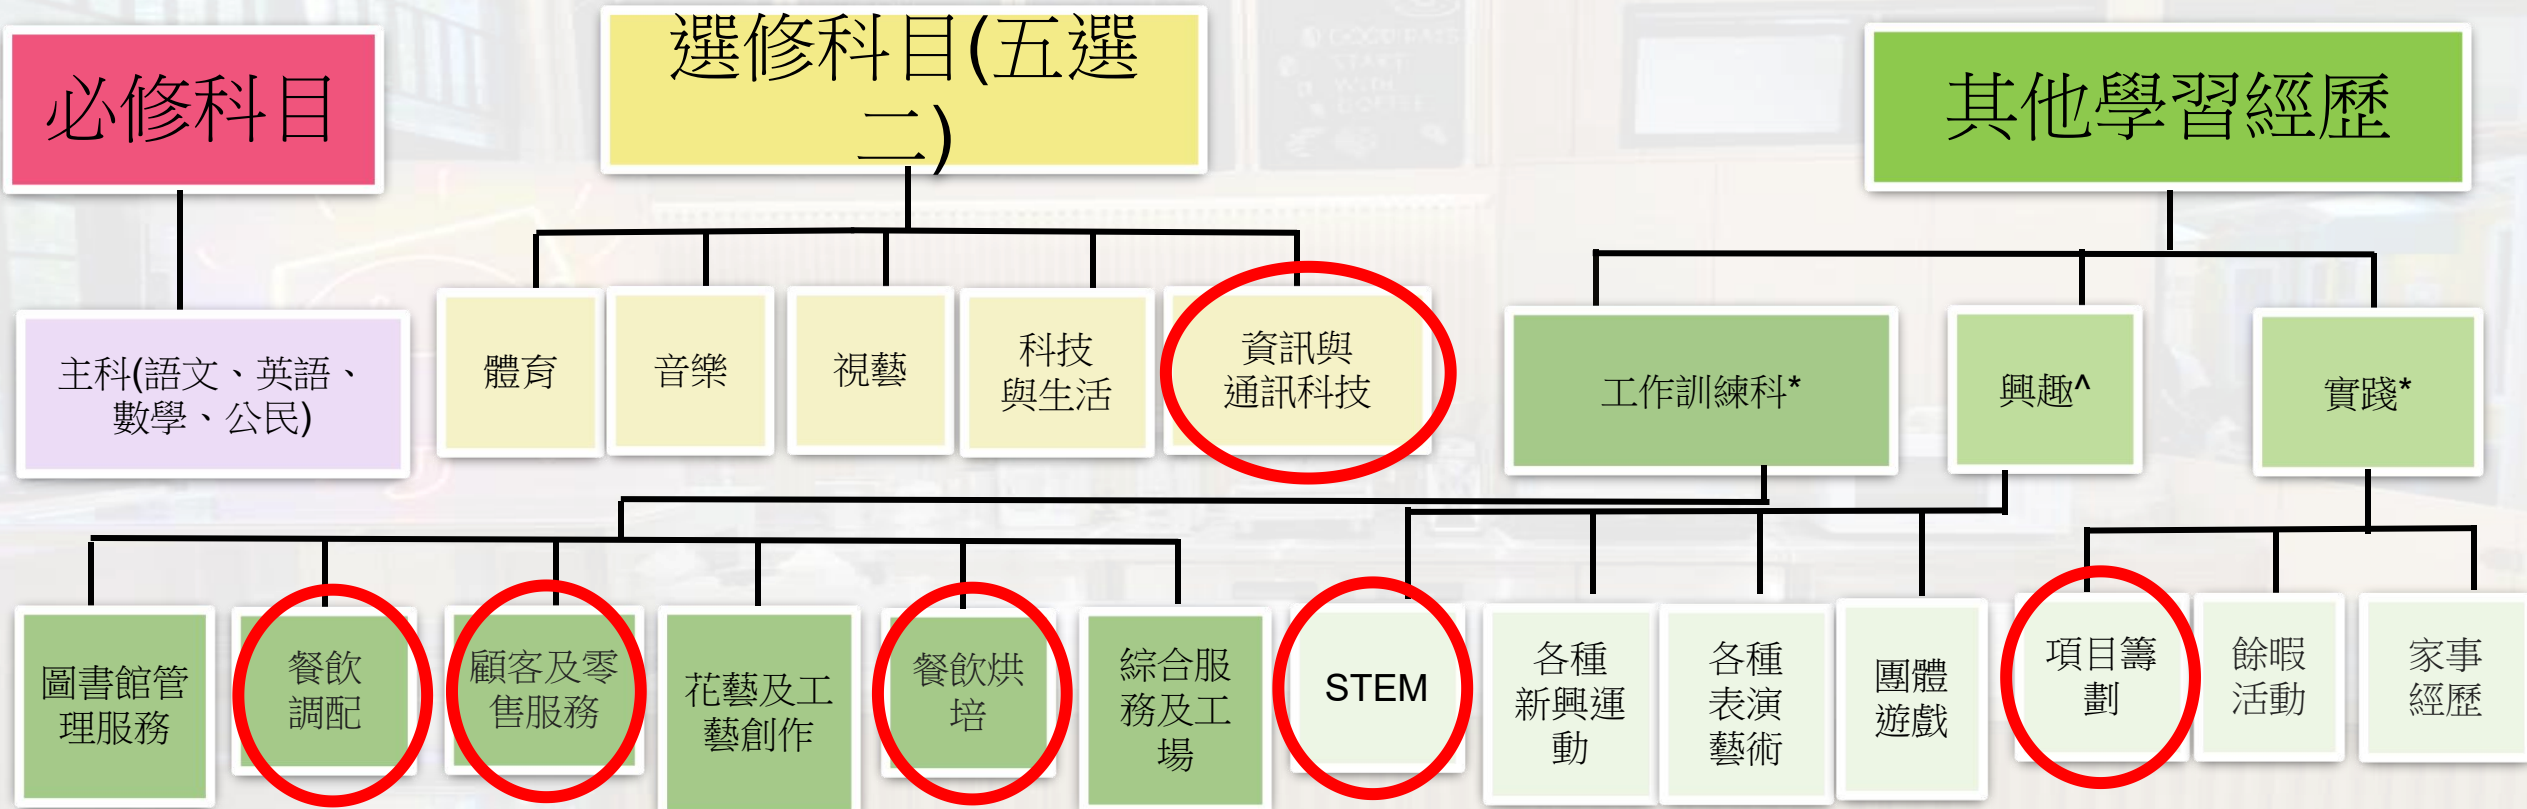 必修科目
選修科目(五選
二)
其他學習經歷
主科(語文、英語、
數學、公民)
體育
音樂
視藝
科技
與生活
資訊與
通訊科技
工作訓練科*
興趣^
實踐*
圖書館管
理服務
餐飲
調配
顧客及零
售服務
花藝及工
藝創作
餐飲烘
培
綜合服
務及工
場
STEM
各種
新興運
動
各種
表演
藝術
團體
遊戲
項目籌
劃
餘暇
活動
家事
經歷